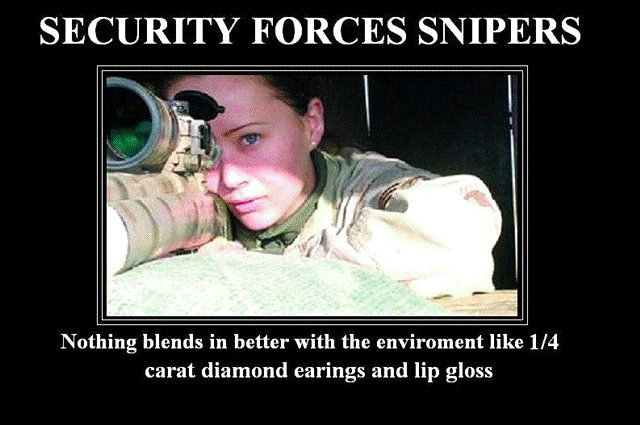 SECURITY FORCES SNIPERS
Nothing blends in better with the enviroment like 1/4
carat diamond earings and lip gloss